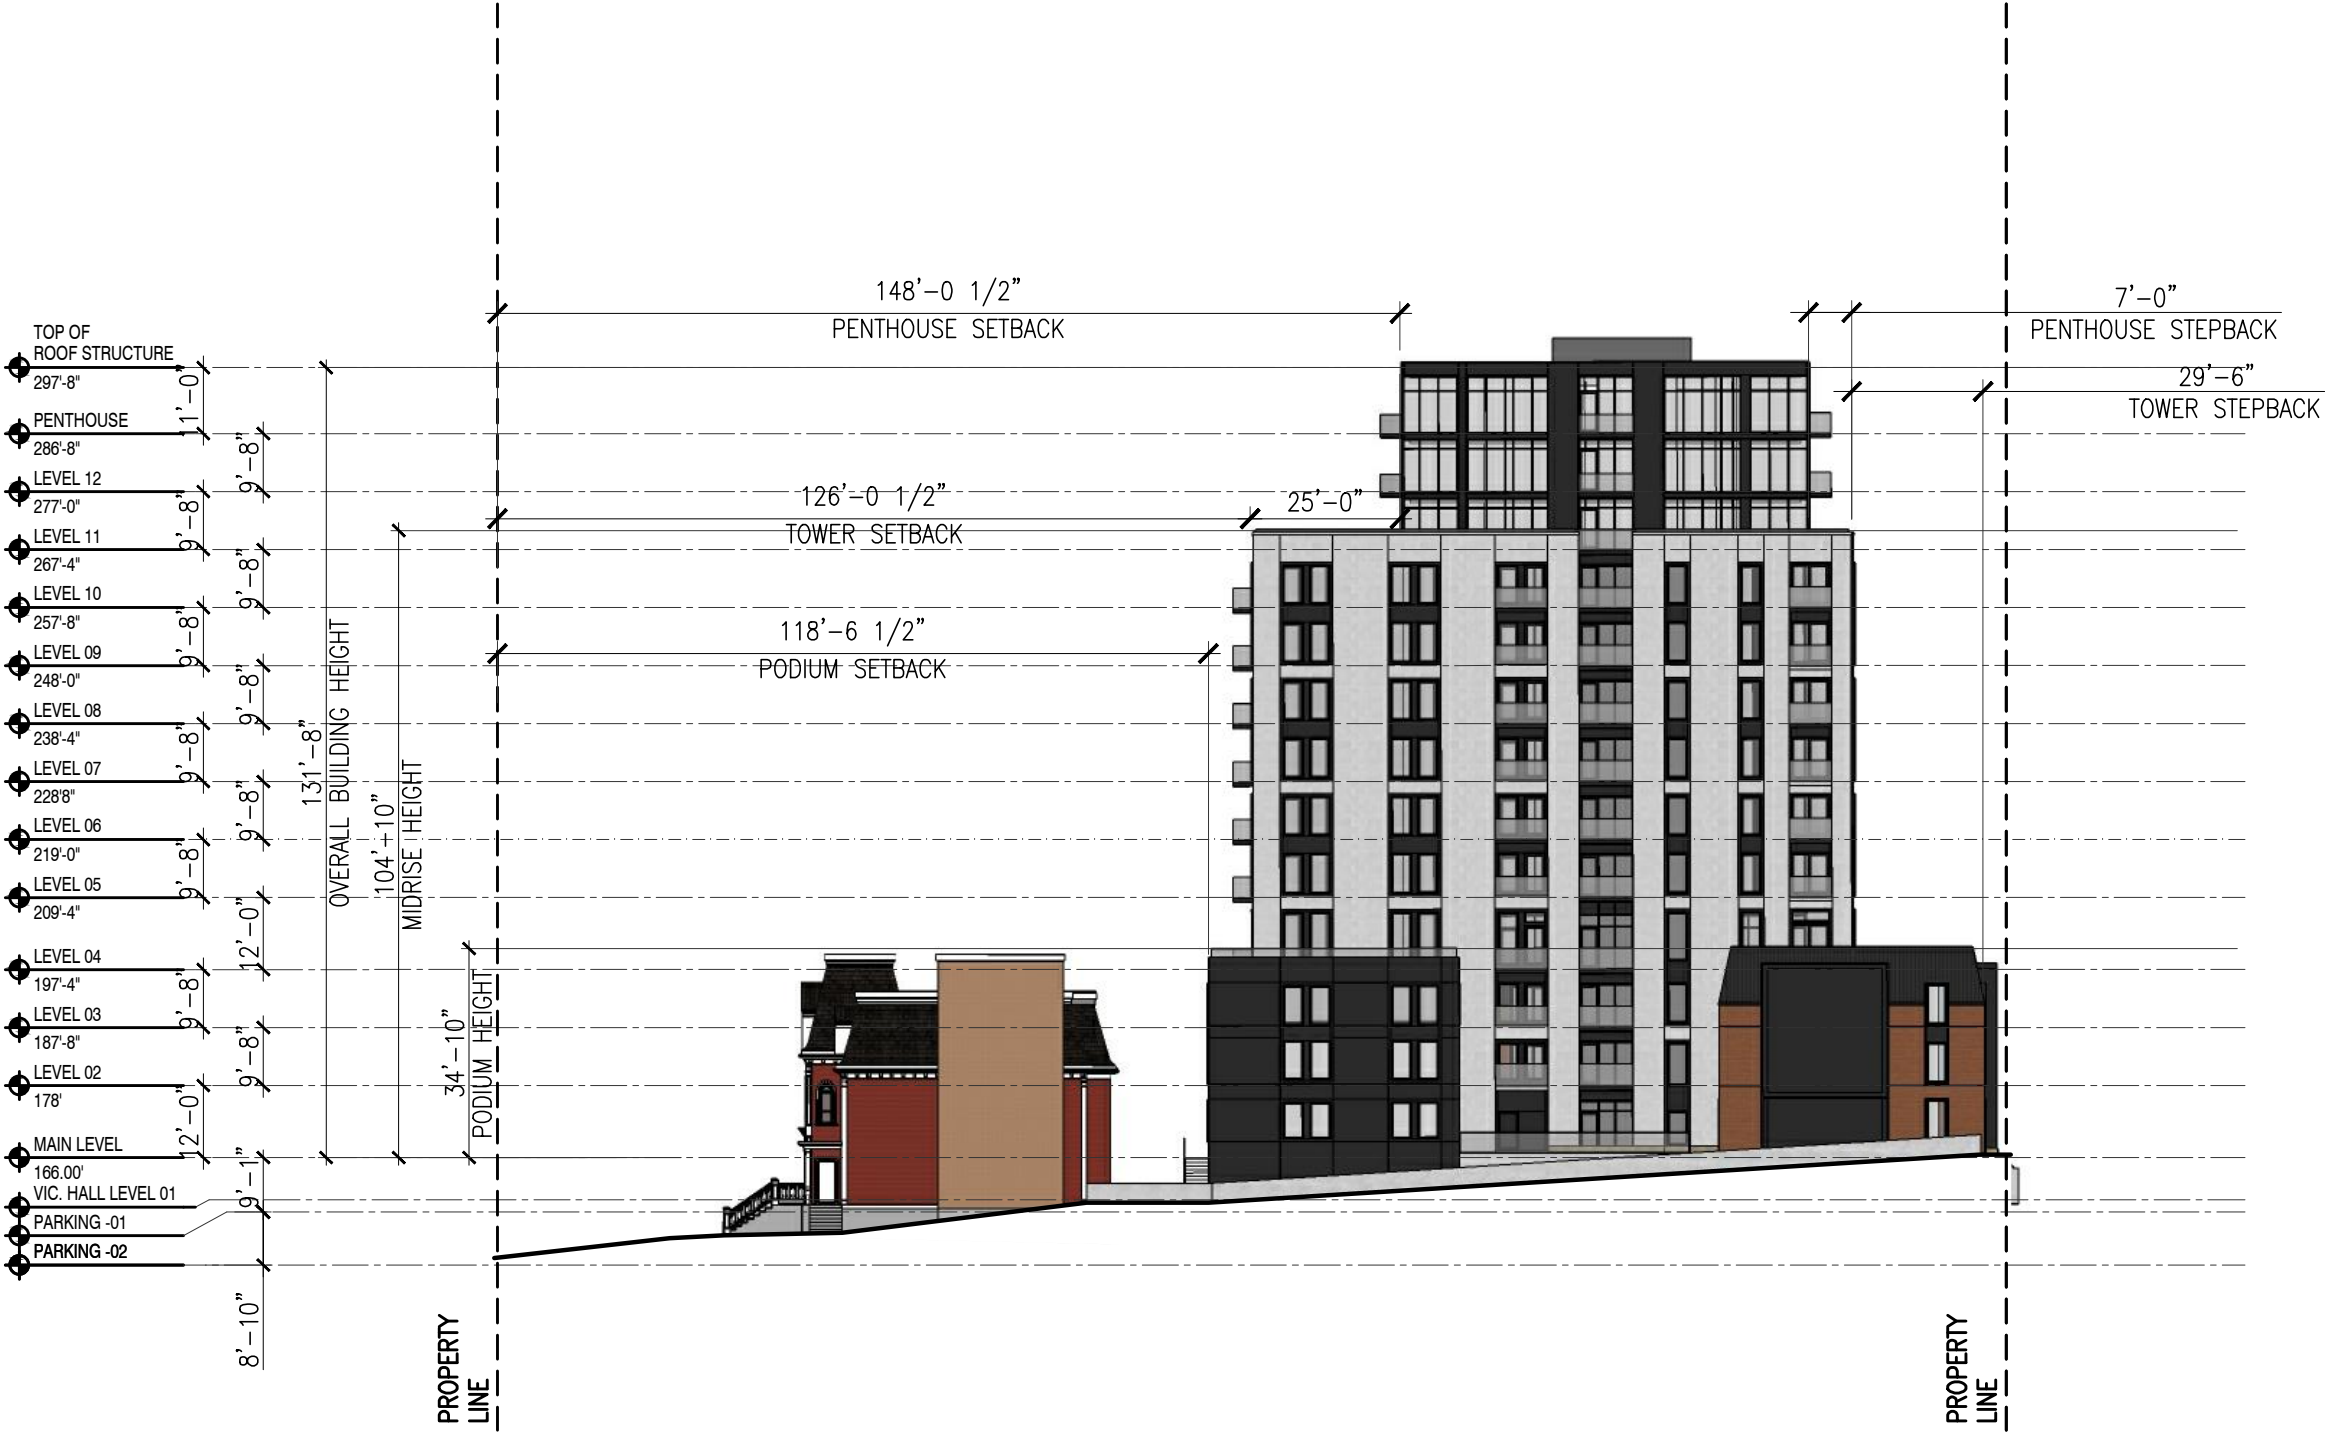 148'-0 1/2"
PENTHOUSE SETBACK
7'-0"
PENTHOUSE STEPBACK
29'-6"
TOWER STEPBACK
126'-0 1/2"
TOWER SETBACK
25'-0"
118'-6 1/2"
PODIUM SETBACK
TOP OF
ROOF STRUCTURE
297'-8"
PENTHOUSE
286'-8"
LEVEL 12
277'-0"
LEVEL 11
267'-4"
LEVEL 10
257'-8"
LEVEL 09
248'-0"
LEVEL 08
238'-4"
LEVEL 07
228'8"
LEVEL 06
219'-0"
LEVEL 05
209'-4"
LEVEL 04
197'-4"
LEVEL 03
187'-8"
LEVEL 02
178'
MAIN LEVEL
166.00'
VIC. HALL LEVEL 01
PARKING -01
PARKING -02
11'-0"
9'-8"
9'-8"
9'-8"
9'-8"
9'-8"
9'-8"
9'-8"
9'-8"
9'-8"
12'-0"
9'-8"
9'-8"
12'-0"
9'-1"
8'-10"
131'-8"
OVERALL BUILDING HEIGHT
104'-10"
MIDRISE HEIGHT
34'-10"
PODIUM HEIGHT
PROPERTY
LINE
PROPERTY
LINE